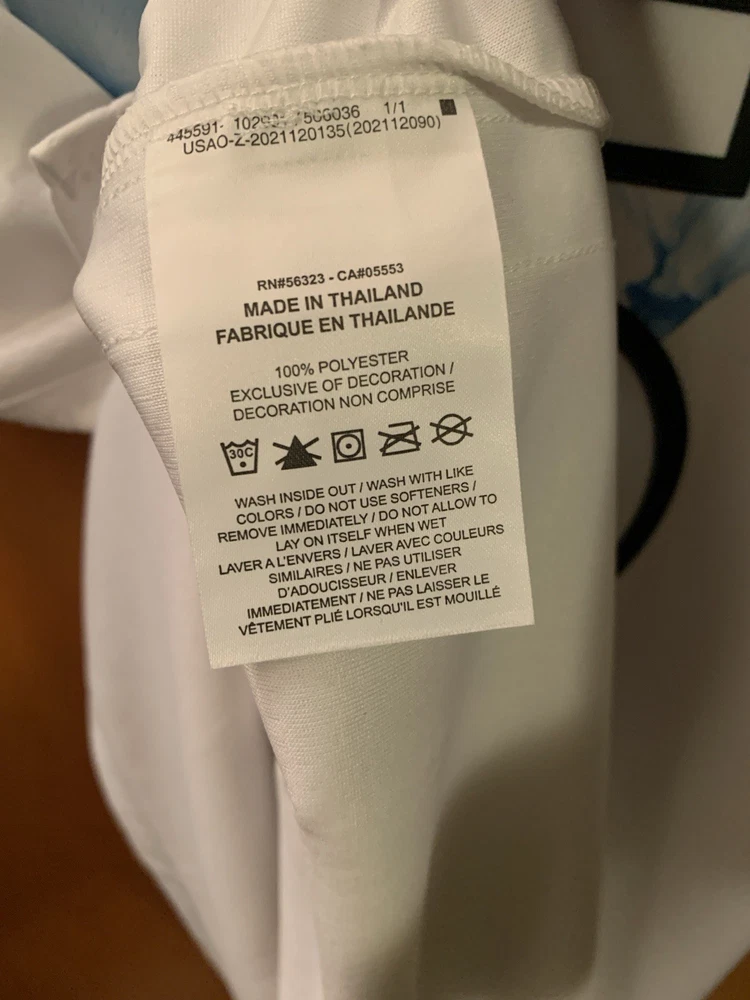 445591- 1/1
USAO-Z-2021120135(202112090)
RN#56323 - CA#05553
MADE IN THAILAND
FABRIQUE EN THAILANDE
100% POLYESTER
EXCLUSIVE OF DECORATION /
DECORATION NON COMPRISE
30C
WASH INSIDE OUT / WASH WITH LIKE
COLORS / DO NOT USE SOFTENERS /
REMOVE IMMEDIATELY / DO NOT ALLOW TO
LAY ON ITSELF WHEN WET
LAVER A L'ENVERS / LAVER AVEC COULEURS
SIMILAIRES / NE PAS UTILISER
D'ADOUCISSEUR / ENLEVER
IMMEDIATEMENT / NE PAS LAISSER LE
VÊTEMENT PLIÉ LORSQU'IL EST MOUILLÉ